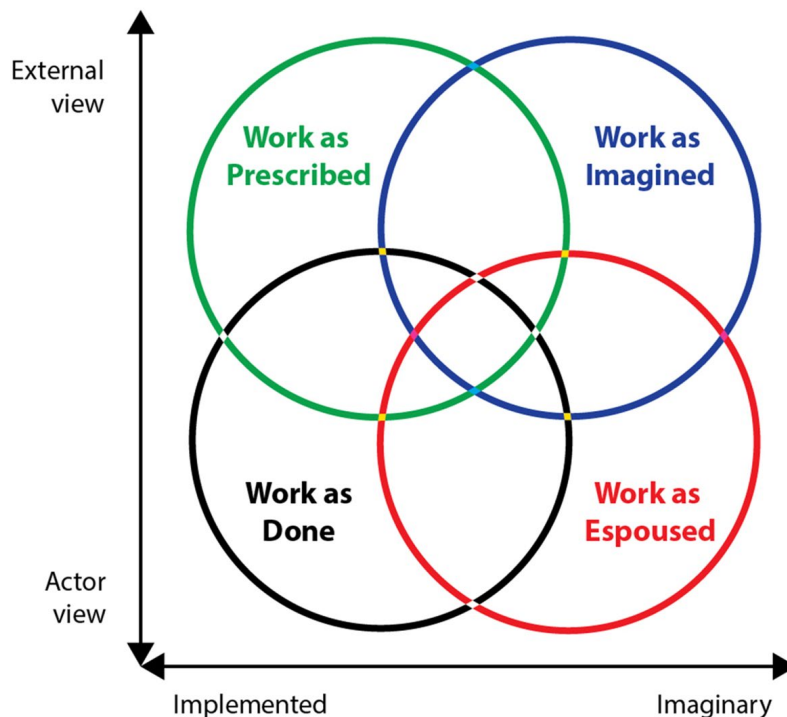 External
view
Work as
Prescribed
Work as
Imagined
Work as
Done
Work as
Espoused
Actor
view
Implemented
Imaginary